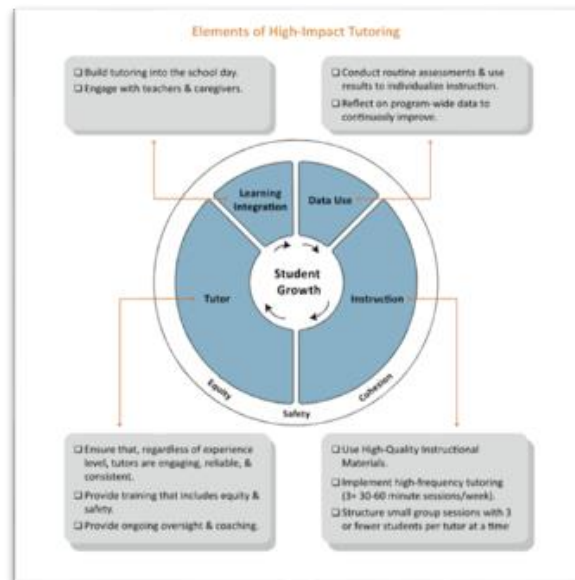 Elements of High-Impact Tutoring
❑ Build tutoring into the school day.
❑ Engage with teachers & caregivers.
❑ Conduct routine assessments & use
results to individualize instruction.
❑ Reflect on program-wide data to
continuously improve.
Learning
Integration
Data Use
Student
Growth
Tutor
Instruction
Equity
Safety
Cohesion
❑ Ensure that, regardless of experience
level, tutors are engaging, reliable, &
consistent.
❑ Provide training that includes equity &
safety.
❑ Provide ongoing oversight & coaching.
❑ Use High-Quality Instructional
Materials.
❑ Implement high-frequency tutoring
(3+ 30-60 minute sessions/week).
❑ Structure small group sessions with 3
or fewer students per tutor at a time